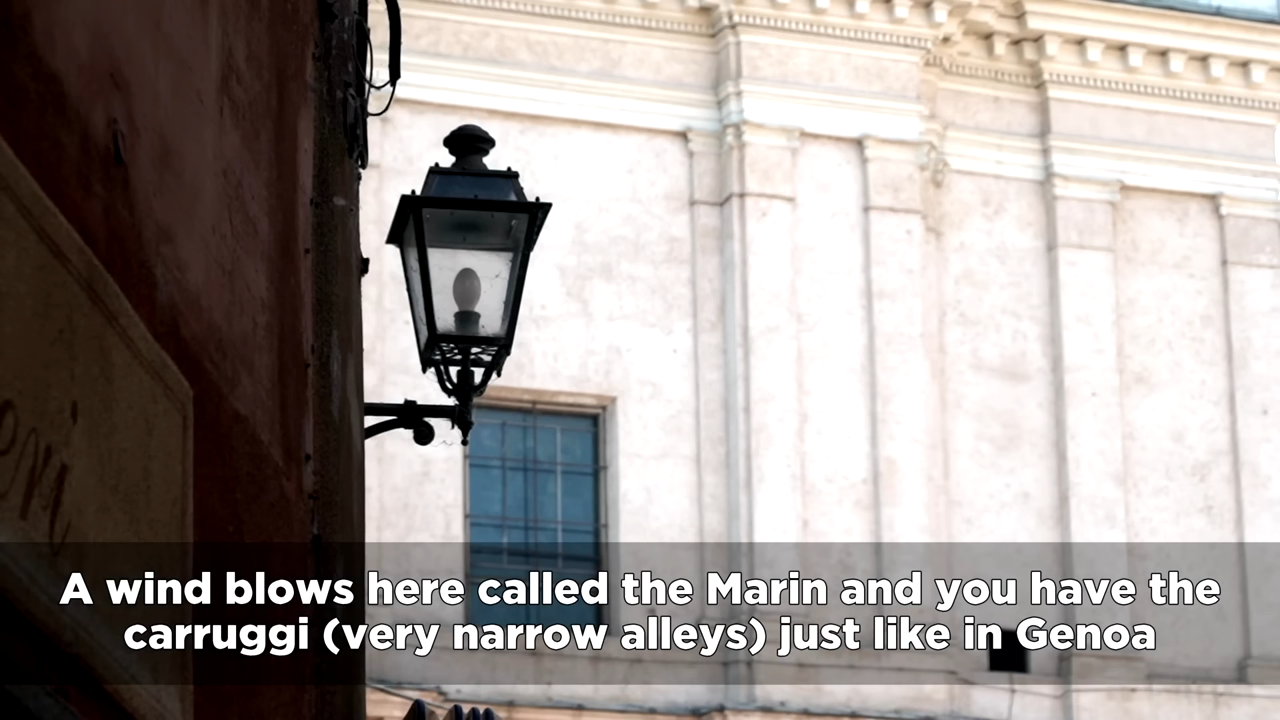 A wind blows here called the Marin and you have the
carruggi (very narrow alleys) just like in Genoa